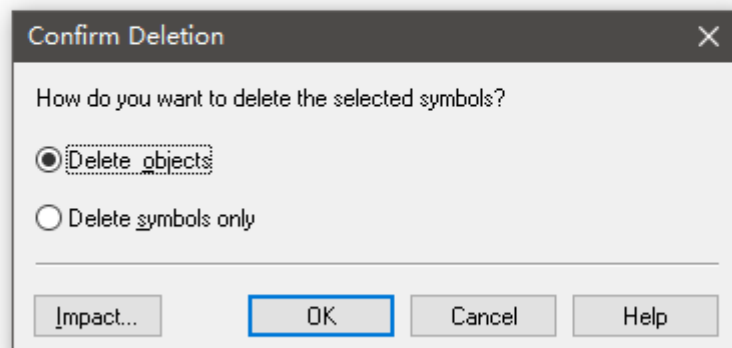 Confirm Deletion
How do you want to delete the selected symbols?
Delete objects
Delete symbols only
Impact... OK Cancel Help